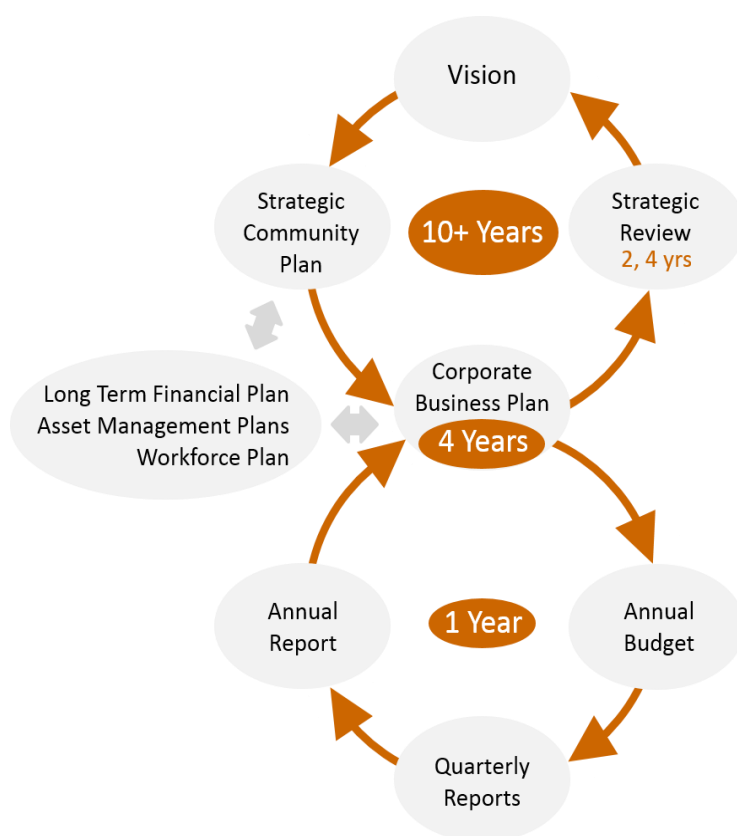 Vision
Strategic
Community
Plan
10+ Years
Strategic
Review
2, 4 yrs
Long Term Financial Plan
Asset Management Plans
Workforce Plan
Corporate
Business Plan
4 Years
Annual
Report
1 Year
Annual
Budget
Quarterly
Reports